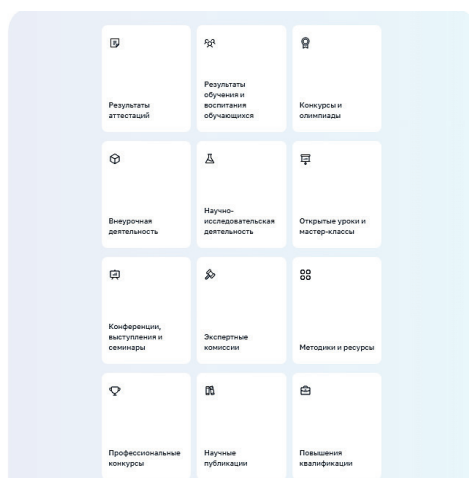 Результаты
аттестаций
Результаты
обучения и
воспитания
обучающихся
Конкурсы и
олимпиады
Внеурочная
деятельность
Научно-
исследовательская
деятельность
Открытые уроки и
мастер-классы
Конференции,
выступления и
семинары
Экспертные
комиссии
Методики и ресурсы
Профессиональные
конкурсы
Научные
публикации
Повышения
квалификации